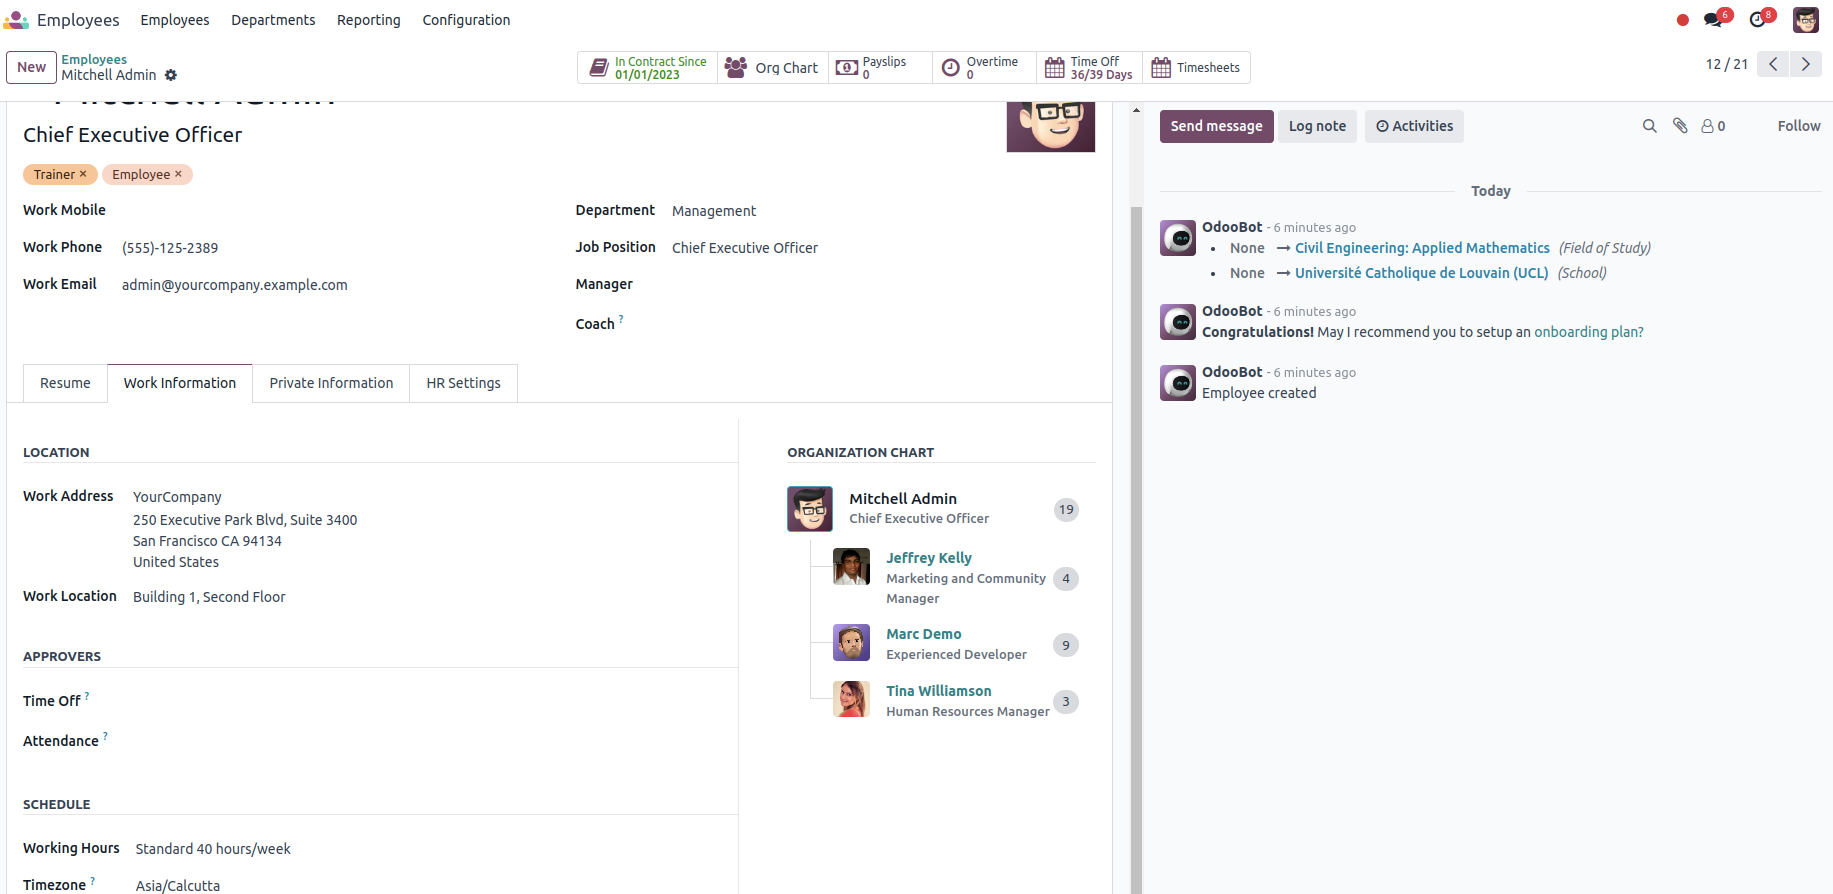 Employees Employees Departments Reporting Configuration 6 8
New Employees
Mitchell Admin
In Contract Since
01/01/2023
Org Chart
Payslips
0
Overtime
0
Time Off
36/39 Days
Timesheets
12 / 21
Mitchell Admin
Chief Executive Officer
Trainer × Employee ×
Work Mobile
Work Phone (555)-125-2389
Work Email admin@yourcompany.example.com
Department Management
Job Position Chief Executive Officer
Manager
Coach ?
Resume Work Information Private Information HR Settings
LOCATION
Work Address YourCompany
250 Executive Park Blvd, Suite 3400
San Francisco CA 94134
United States
Work Location Building 1, Second Floor
APPROVERS
Time Off ?
Attendance ?
SCHEDULE
Working Hours Standard 40 hours/week
Timezone ? Asia/Calcutta
ORGANIZATION CHART
Mitchell Admin
Chief Executive Officer
19
Jeffrey Kelly
Marketing and Community
Manager
4
Marc Demo
Experienced Developer
9
Tina Williamson
Human Resources Manager
3
Send message Log note Activities 0 Follow
Today
OdooBot - 6 minutes ago
• None → Civil Engineering: Applied Mathematics (Field of Study)
• None → Université Catholique de Louvain (UCL) (School)
OdooBot - 6 minutes ago
Congratulations! May I recommend you to setup an onboarding plan?
OdooBot - 6 minutes ago
Employee created